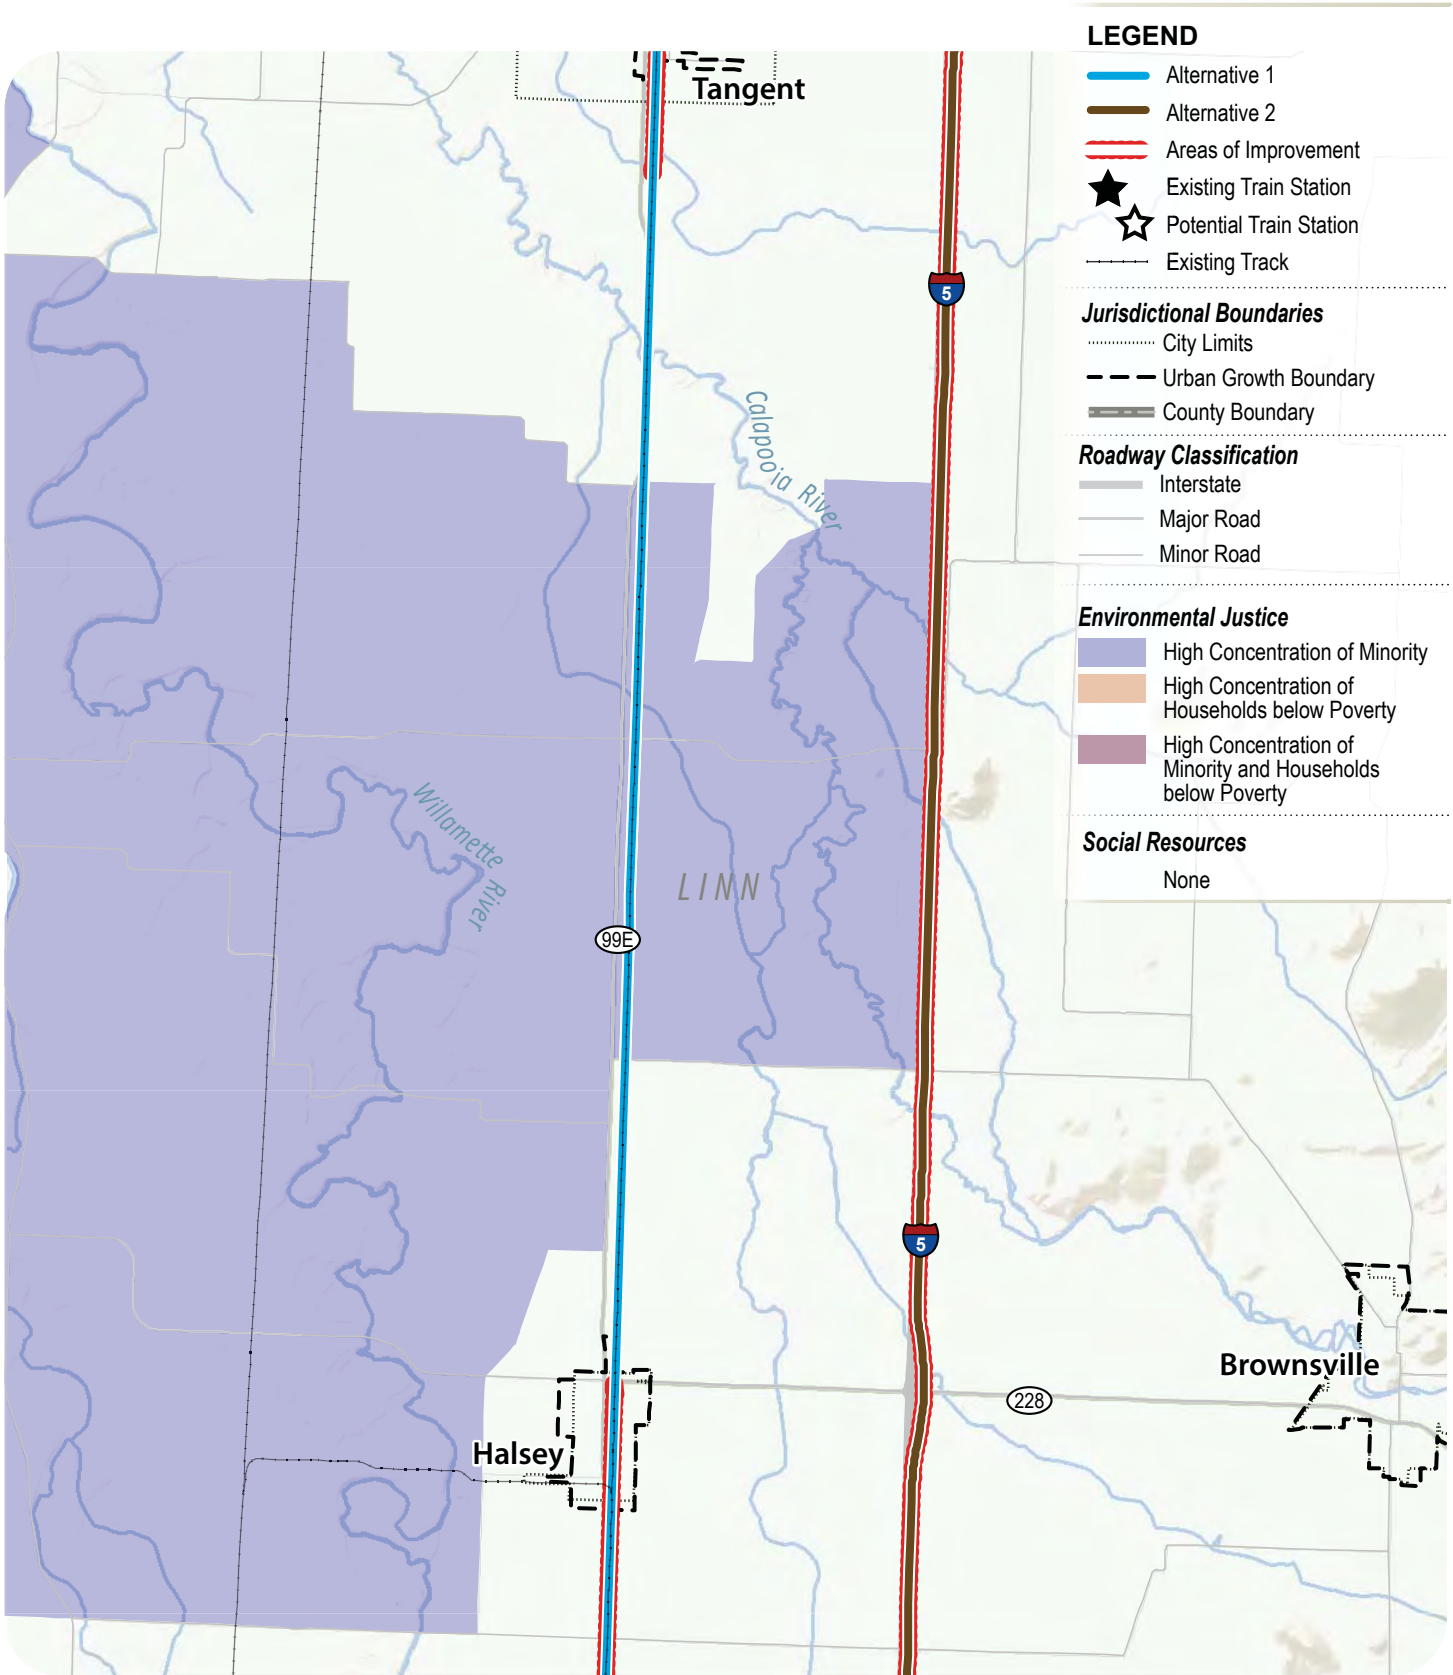 LEGEND
Alternative 1
Alternative 2
Areas of Improvement
Existing Train Station
Potential Train Station
Existing Track
Jurisdictional Boundaries
City Limits
Urban Growth Boundary
County Boundary
Roadway Classification
Interstate
Major Road
Minor Road
Environmental Justice
High Concentration of Minority
High Concentration of
Households below Poverty
High Concentration of
Minority and Households
below Poverty
Social Resources
None
Tangent
5
Calapooia River
Willamette River
LINN
99E
5
Brownsville
228
Halsey